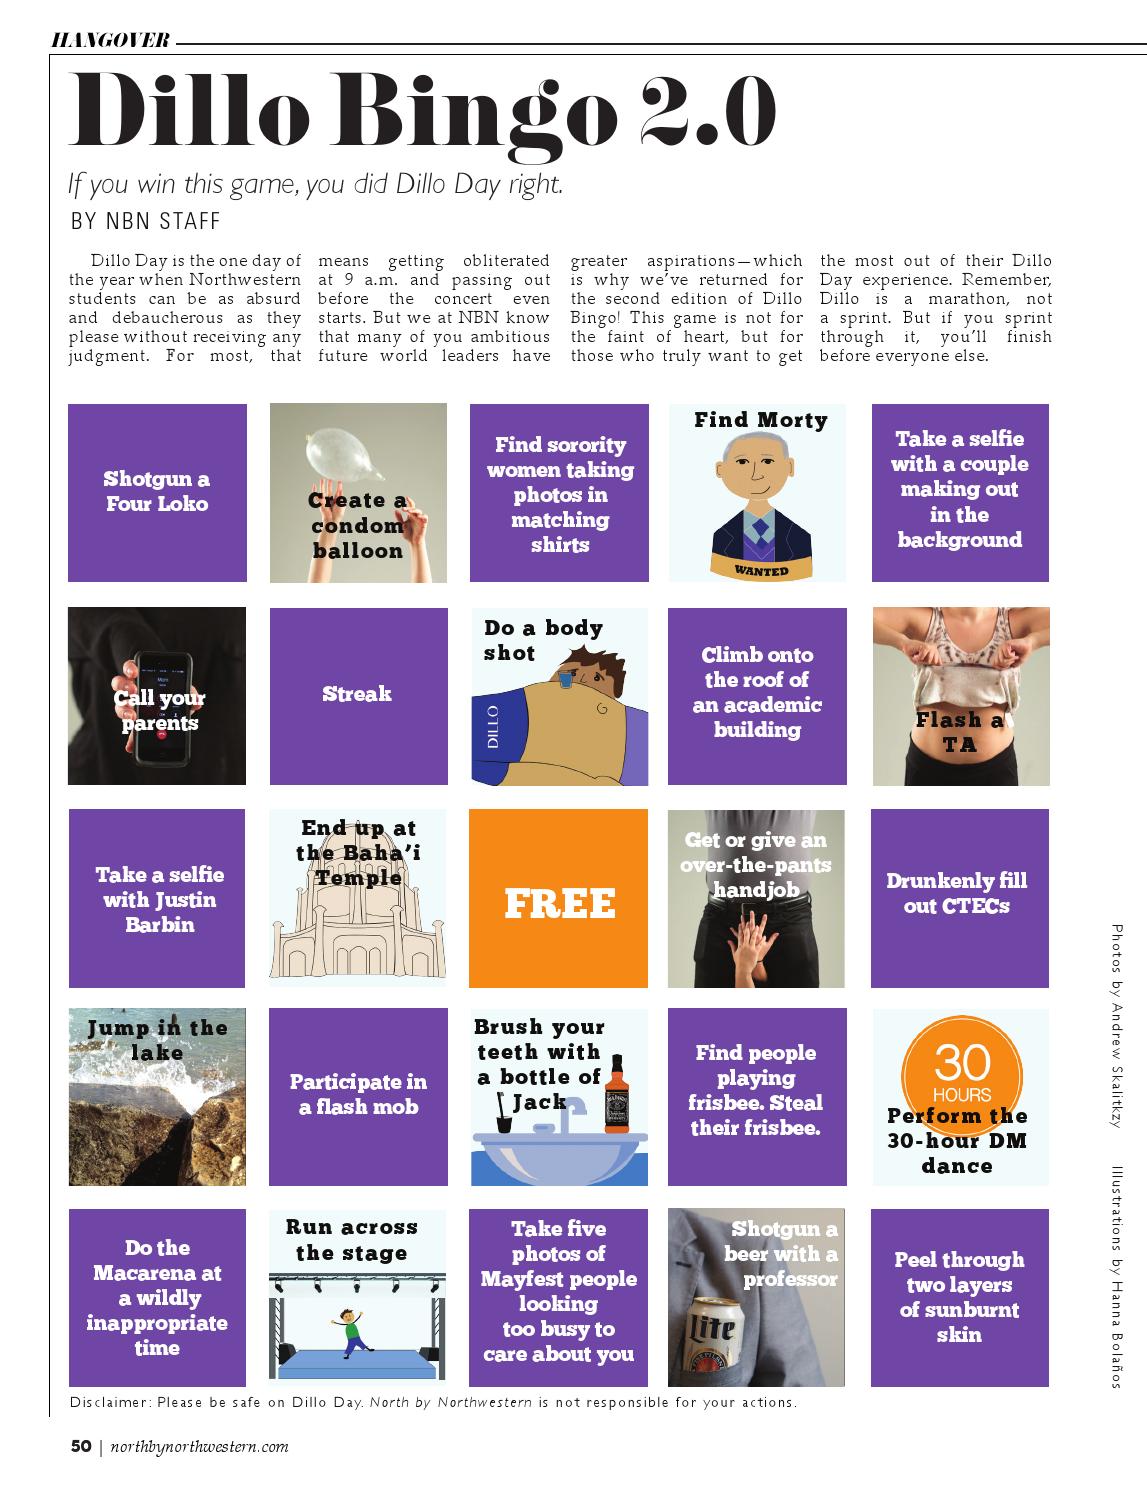 HANGOVER
Dillo Bingo 2.0
If you win this game, you did Dillo Day right.
BY NBN STAFF
Dillo Day is the one day of
the year when Northwestern
students can be as absurd
and debaucherous as they
please without receiving any
judgment. For most, that
means getting obliterated
at 9 a.m. and passing out
before the concert even
starts. But we at NBN know
that many of you ambitious
future world leaders have
greater aspirations—which
is why we've returned for
the second edition of Dillo
Bingo! This game is not for
the faint of heart, but for
those who truly want to get
the most out of their Dillo
Day experience. Remember,
Dillo is a marathon, not
a sprint. But if you sprint
through it, you'll finish
before everyone else.
Shotgun a
Four Loko
Create a
condom
balloon
Find sorority
women taking
photos in
matching
shirts
Find Morty
WANTED
Take a selfie
with a couple
making out
in the
background
Mom
Call your
parents
Streak
Do a body
shot
DILLO
Climb onto
the roof of
an academic
building
Flash a
TA
Take a selfie
with Justin
Barbin
End up at
the Baha'i
Temple
FREE
Get or give an
over-the-pants
handjob
Drunkenly fill
out CTECs
Jump in the
lake
Participate in
a flash mob
Brush your
teeth with
a bottle of
Jack
Find people
playing
frisbee. Steal
their frisbee.
30
HOURS
Perform the
30-hour DM
dance
Do the
Macarena at
a wildly
inappropriate
time
Run across
the stage
Take five
photos of
Mayfest people
looking
too busy to
care about you
Shotgun a
beer with a
professor
Lite
Peel through
two layers
of sunburnt
skin
Photos by Andrew Skalitkzy
Illustrations by Hanna Bolaños
Disclaimer: Please be safe on Dillo Day. North by Northwestern is not responsible for your actions.
50 | northbynorthwestern.com